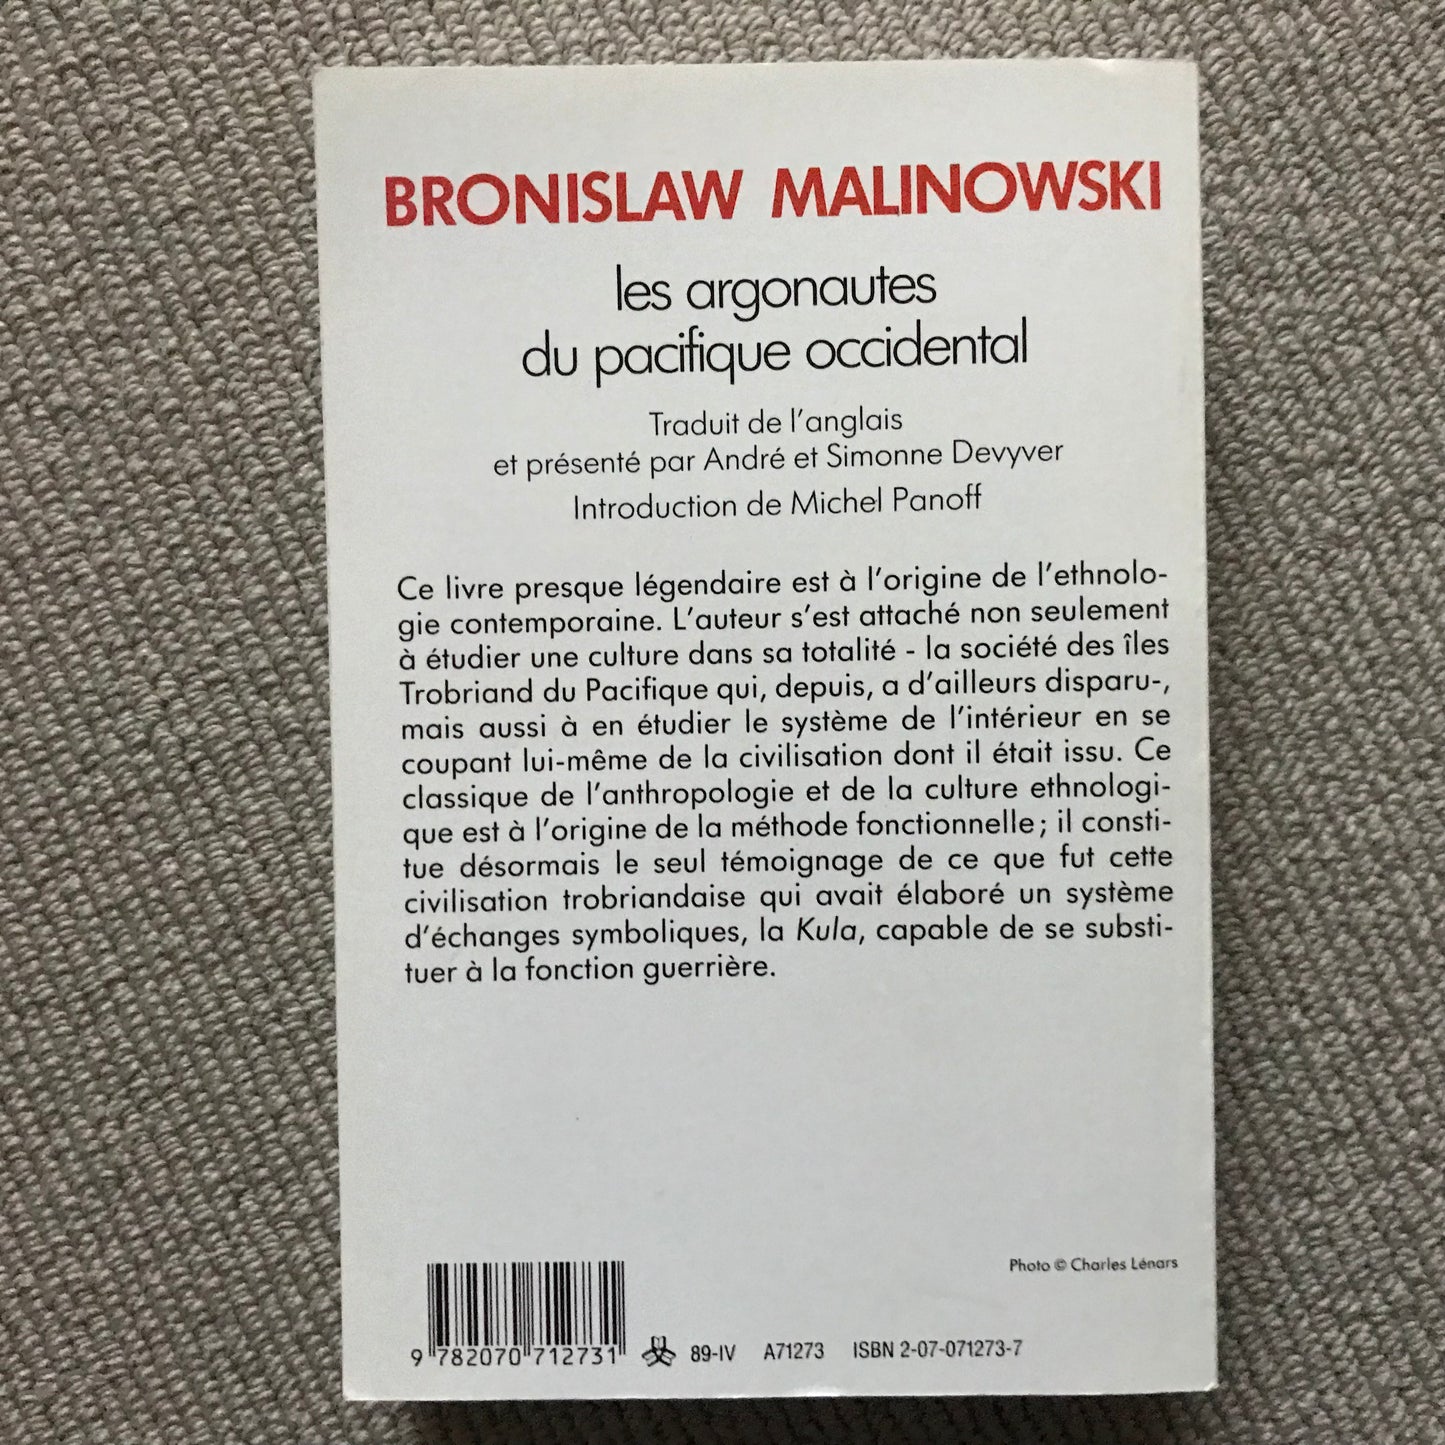 BRONISLAW MALINOWSKI
les argonautes
du pacifique occidental
Traduit de l'anglais
et présenté par André et Simonne Devyver
Introduction de Michel Panoff
Ce livre presque légendaire est à l'origine de l'ethnolo-
gie contemporaine. L'auteur s'est attaché non seulement
à étudier une culture dans sa totalité - la société des îles
Trobriand du Pacifique qui, depuis, a d'ailleurs disparu-,
mais aussi à en étudier le système de l'intérieur en se
coupant lui-même de la civilisation dont il était issu. Ce
classique de l'anthropologie et de la culture ethnologi-
que est à l'origine de la méthode fonctionnelle; il consti-
tue désormais le seul témoignage de ce que fut cette
civilisation trobriandaise qui avait élaboré un système
d'échanges symboliques, la Kula, capable de se substi-
tuer à la fonction guerrière.
Photo © Charles Lénars
9 782070 712731 89-IV A71273 ISBN 2-07-071273-7